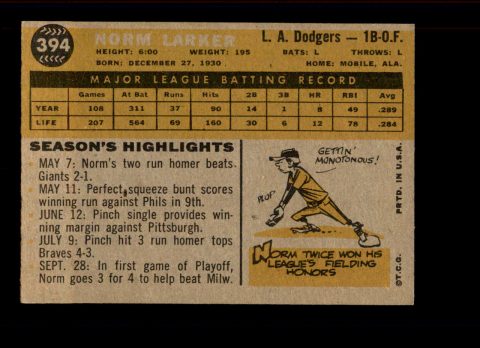 394
NORM LARKER
L. A. Dodgers — 1B-O.F.
HEIGHT: 6:00 WEIGHT: 195 BATS: L THROWS: L
BORN: DECEMBER 27, 1930 HOME: MOBILE, ALA.
MAJOR LEAGUE BATTING RECORD
Games At Bat Runs Hits 2B 3B HR RBI Avg.
YEAR 108 311 37 90 14 1 8 49 .289
LIFE 207 564 69 160 30 6 12 78 .284
SEASON'S HIGHLIGHTS
MAY 7: Norm's two run homer beats
Giants 2-1.
MAY 11: Perfect squeeze bunt scores
winning run against Phils in 9th.
JUNE 12: Pinch single provides win-
ning margin against Pittsburgh.
JULY 9: Pinch hit 3 run homer tops
Braves 4-3.
SEPT. 28: In first game of Playoff,
Norm goes 3 for 4 to help beat Milw.
GETTIN'
MONOTONOUS!
PLOP
NORM TWICE WON HIS
LEAGUE'S FIELDING
HONORS
©T.C.G. PRTD. IN U.S.A.